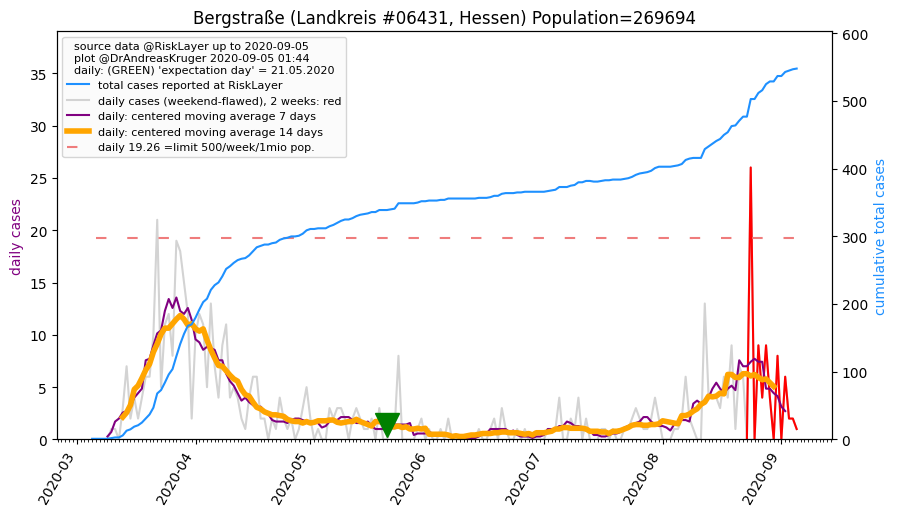 Bergstraße (Landkreis #06431, Hessen) Population=269694
source data @RiskLayer up to 2020-09-05
plot @DrAndreasKruger 2020-09-05 01:44
daily: (GREEN) 'expectation day' = 21.05.2020
total cases reported at RiskLayer
daily cases (weekend-flawed), 2 weeks: red
daily: centered moving average 7 days
daily: centered moving average 14 days
daily 19.26 =limit 500/week/1mio pop.
daily cases
35
30
25
20
15
10
5
0
cumulative total cases
600
500
400
300
200
100
0
2020-03
2020-04
2020-05
2020-06
2020-07
2020-08
2020-09